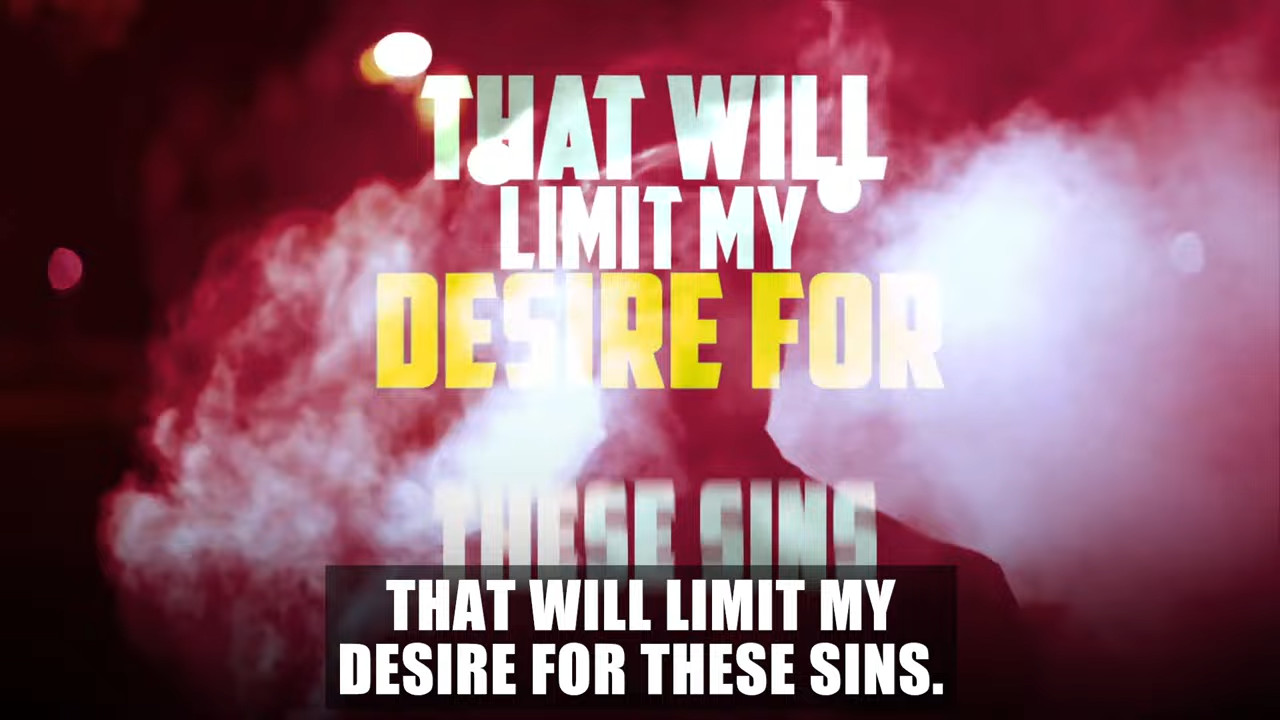 THAT WILL
LIMIT MY
DESIRE FOR
THESE SINS
THAT WILL LIMIT MY
DESIRE FOR THESE SINS.